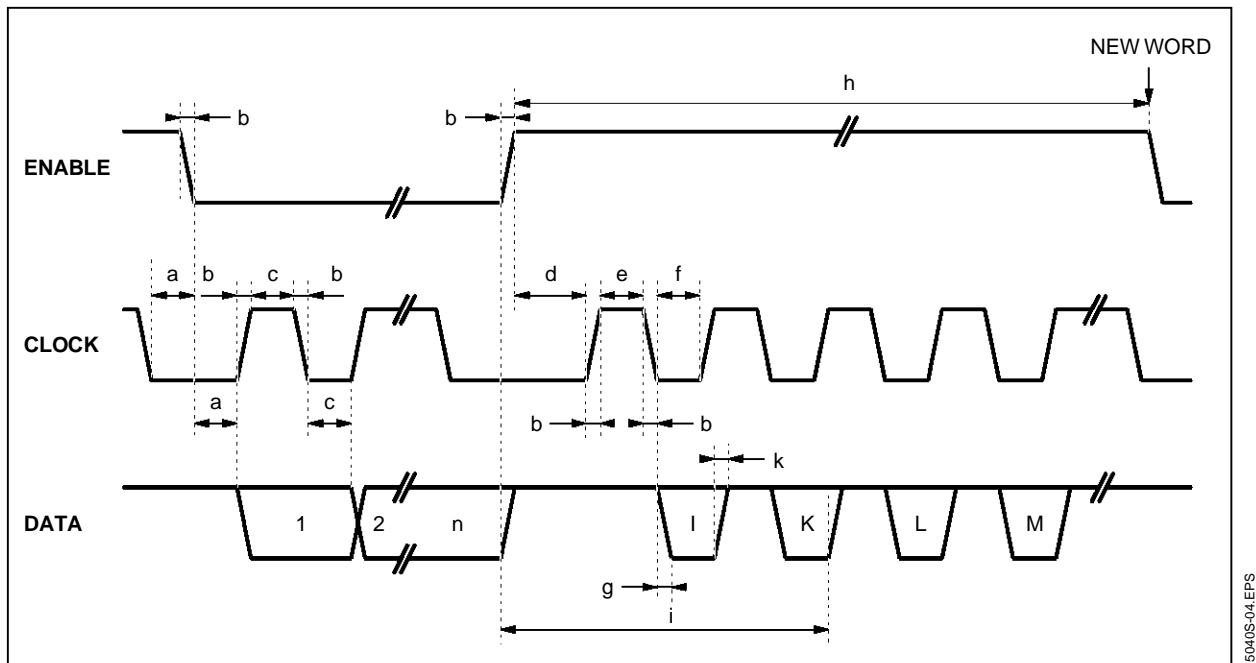 NEW WORD
h
b b
ENABLE
a b c b d e f
CLOCK
a c
b b
k
DATA
1 2 n I K L M
g
i
5040S-04.EPS